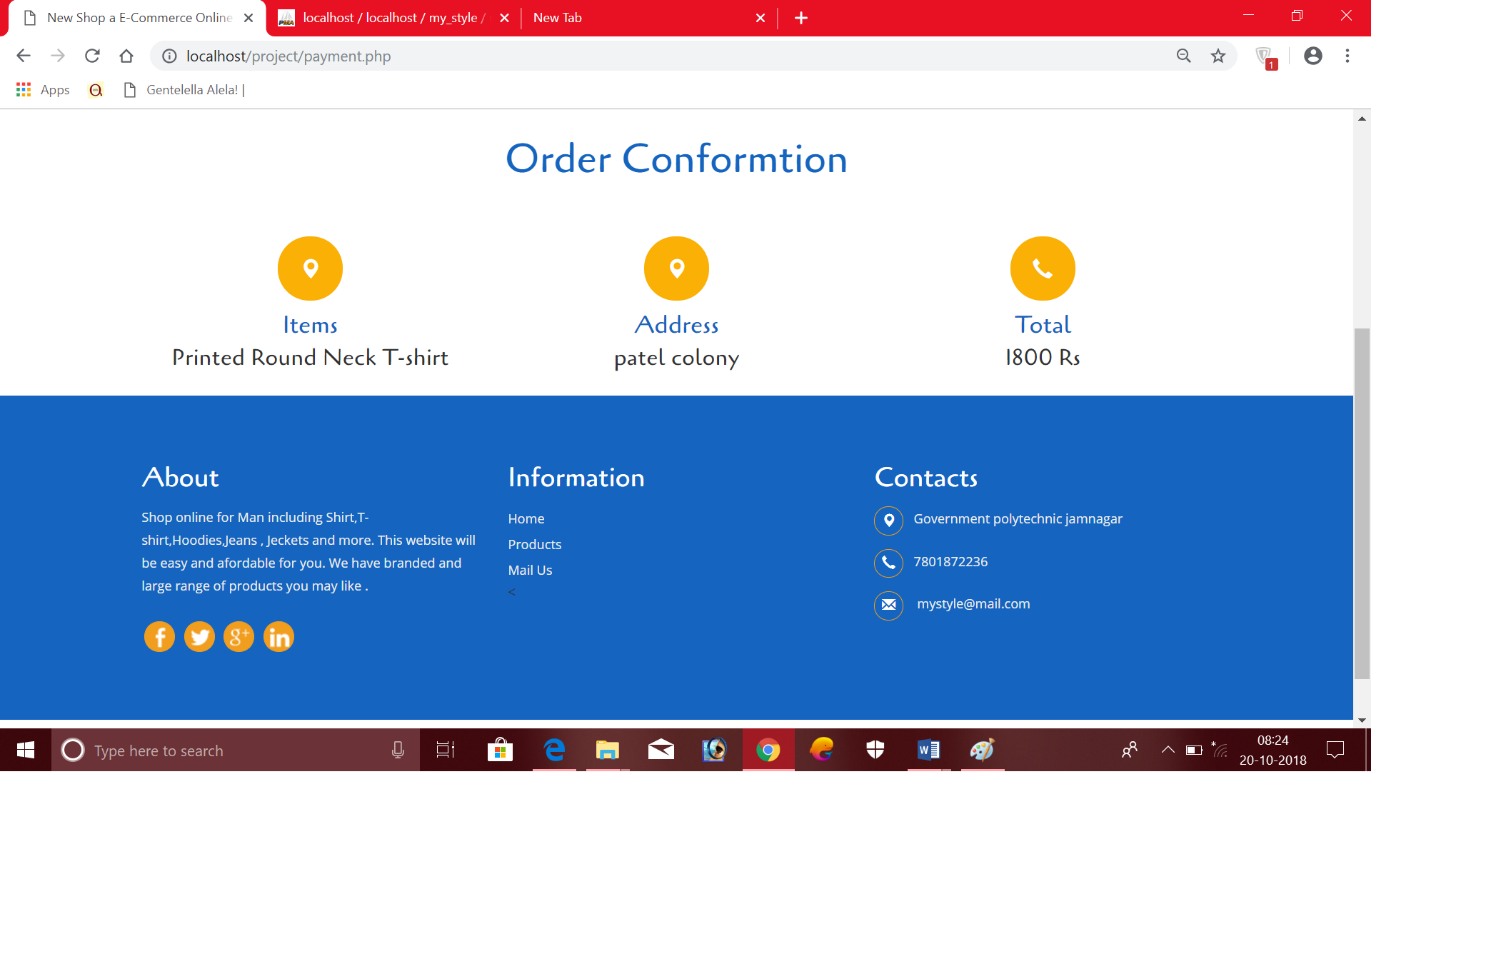 New Shop a E-Commerce Online
localhost / localhost / my_style /
New Tab
localhost/project/payment.php
1
Apps
Gentelella Alela! |
Order Conformtion
Items
Address
Total
Printed Round Neck T-shirt
patel colony
1800 Rs
About
Information
Contacts
Shop online for Man including Shirt,T-
shirt,Hoodies,Jeans , Jeckets and more. This website will
be easy and afordable for you. We have branded and
large range of products you may like .
Home
Products
Mail Us
<
Government polytechnic jamnagar
7801872236
mystyle@mail.com
Type here to search
08:24
20-10-2018